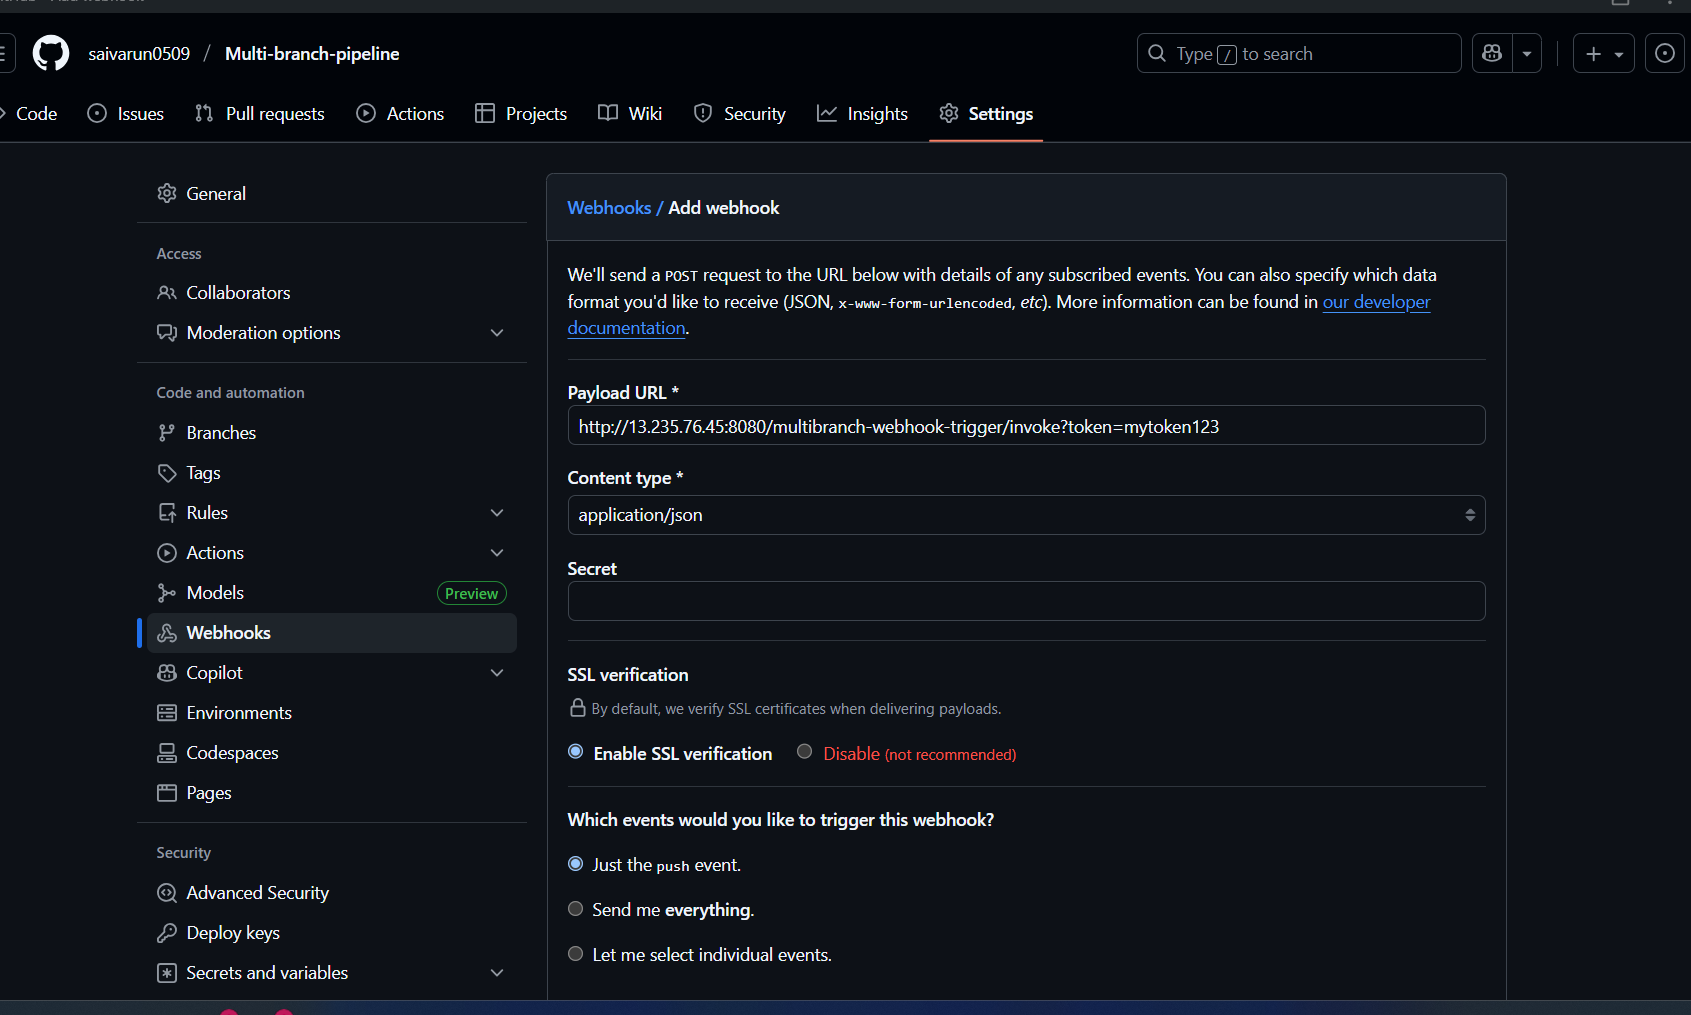 saivarun0509 / Multi-branch-pipeline
Type / to search
Code
Issues
Pull requests
Actions
Projects
Wiki
Security
Insights
Settings
General
Access
Collaborators
Moderation options
Code and automation
Branches
Tags
Rules
Actions
Models Preview
Webhooks
Copilot
Environments
Codespaces
Pages
Security
Advanced Security
Deploy keys
Secrets and variables
Webhooks / Add webhook
We'll send a POST request to the URL below with details of any subscribed events. You can also specify which data
format you'd like to receive (JSON, x-www-form-urlencoded, etc). More information can be found in our developer
documentation.
Payload URL *
http://13.235.76.45:8080/multibranch-webhook-trigger/invoke?token=mytoken123
Content type *
application/json
Secret
SSL verification
By default, we verify SSL certificates when delivering payloads.
Enable SSL verification
Disable (not recommended)
Which events would you like to trigger this webhook?
Just the push event.
Send me everything.
Let me select individual events.